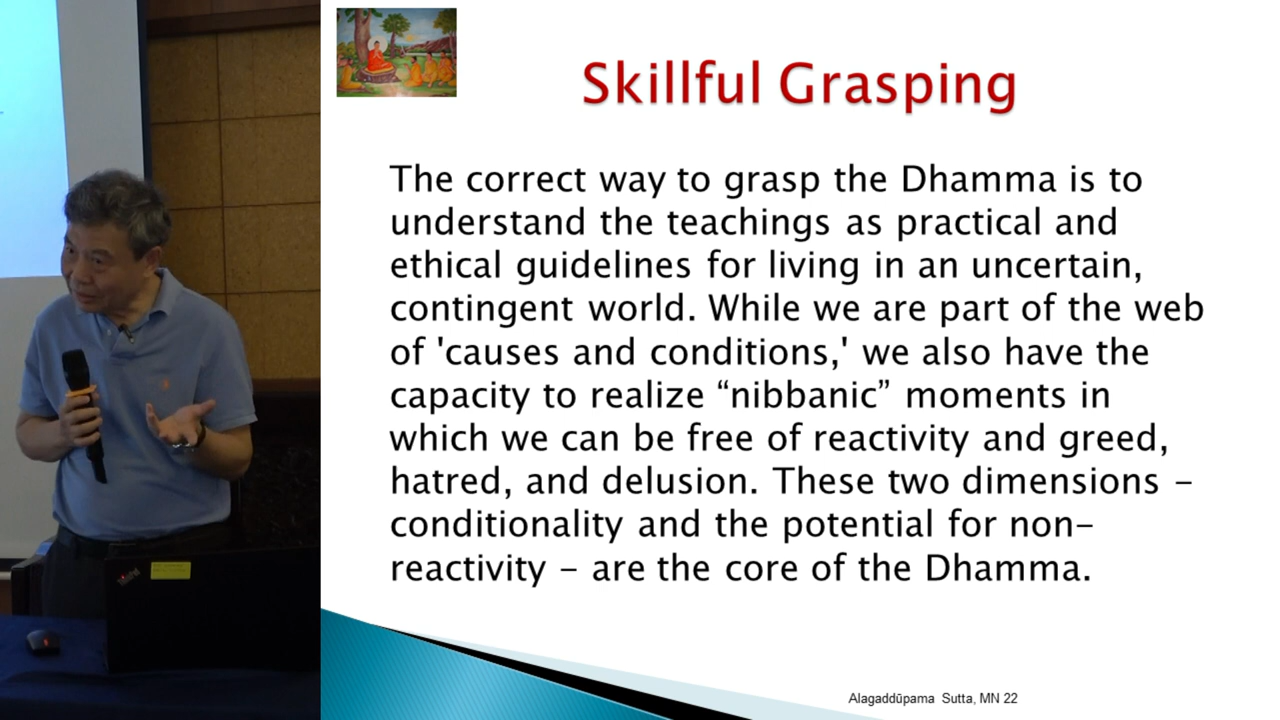 Skillful Grasping
The correct way to grasp the Dhamma is to
understand the teachings as practical and
ethical guidelines for living in an uncertain,
contingent world. While we are part of the web
of 'causes and conditions,' we also have the
capacity to realize “nibbanic” moments in
which we can be free of reactivity and greed,
hatred, and delusion. These two dimensions –
conditionality and the potential for non-
reactivity – are the core of the Dhamma.
Alagaddūpama Sutta, MN 22
ThinkPad